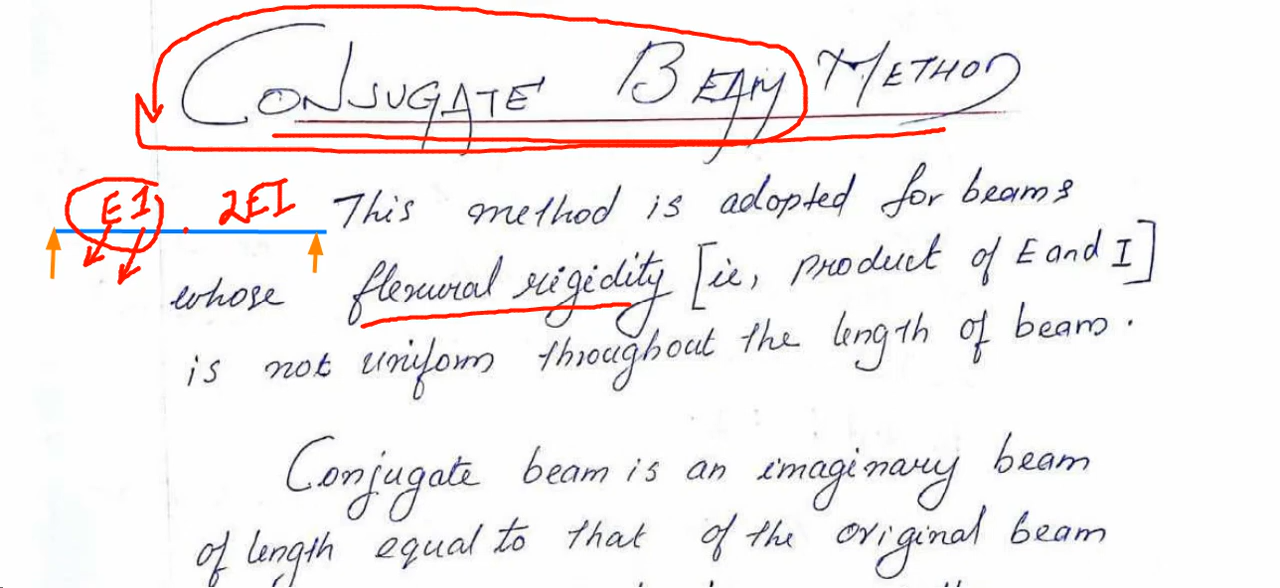 CONJUGATE BEAM METHOD
EI . 2EI
This method is adopted for beams
whose flexural rigidity [ie, product of E and I]
is not uniform throughout the length of beam.
Conjugate beam is an imaginary beam
of length equal to that of the original beam